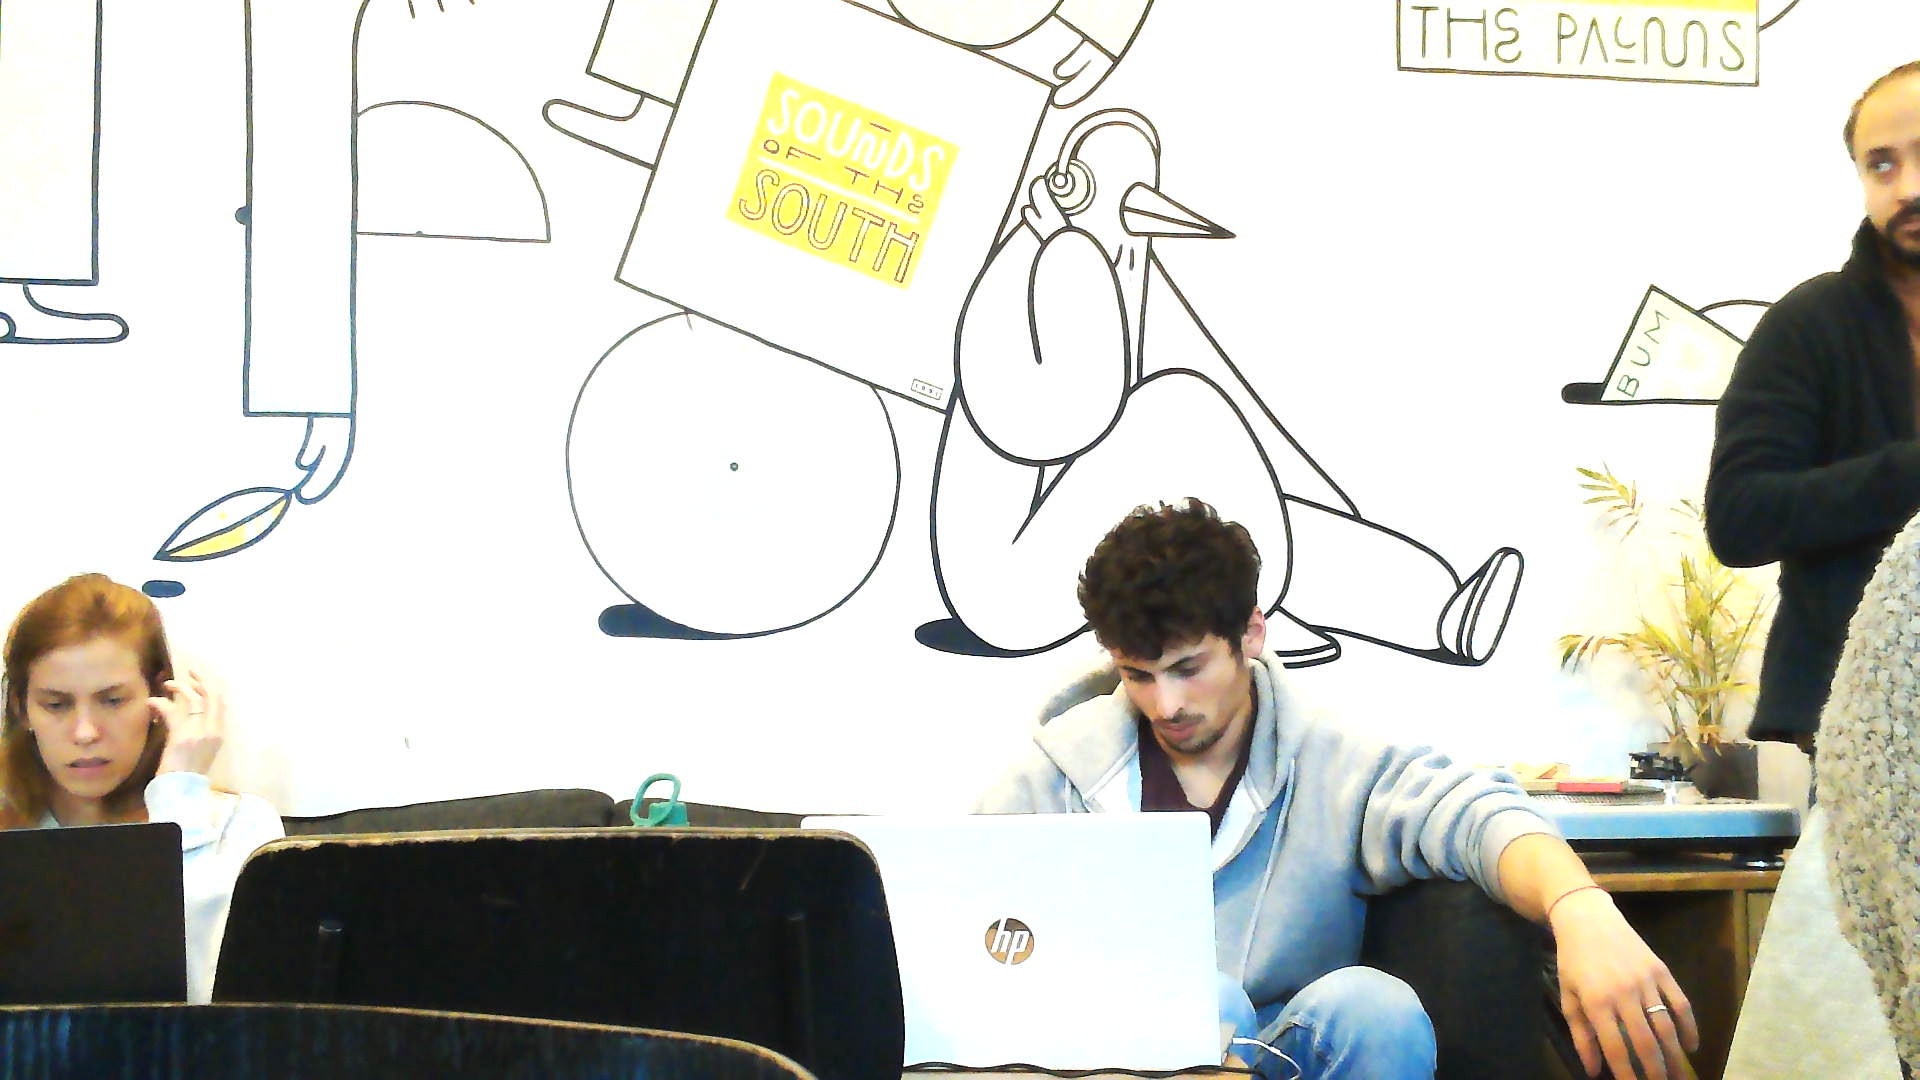 THE PALMS
SOUNDS
OF THE
SOUTH
BUM
hp